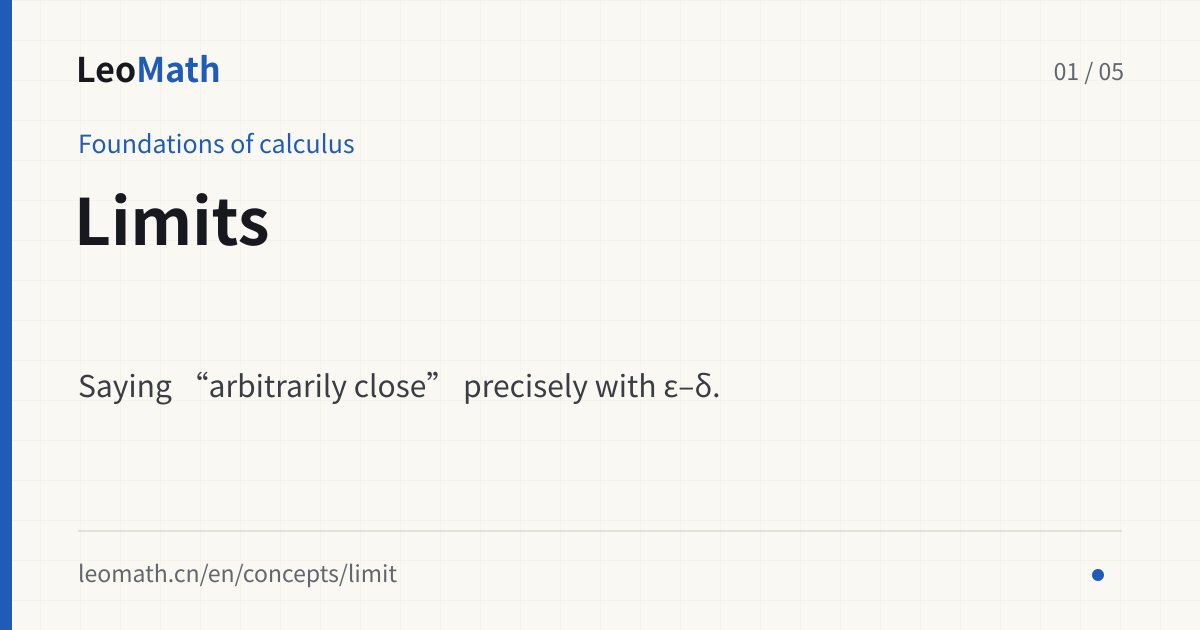 LeoMath
01 / 05
Foundations of calculus
Limits
Saying “arbitrarily close” precisely with ε–δ.
leomath.cn/en/concepts/limit